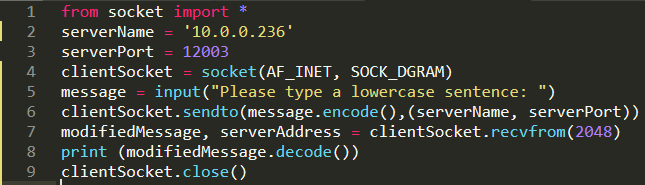 1 from socket import *
2 serverName = '10.0.0.236'
3 serverPort = 12003
4 clientSocket = socket(AF_INET, SOCK_DGRAM)
5 message = input("Please type a lowercase sentence: ")
6 clientSocket.sendto(message.encode(),(serverName, serverPort))
7 modifiedMessage, serverAddress = clientSocket.recvfrom(2048)
8 print (modifiedMessage.decode())
9 clientSocket.close()